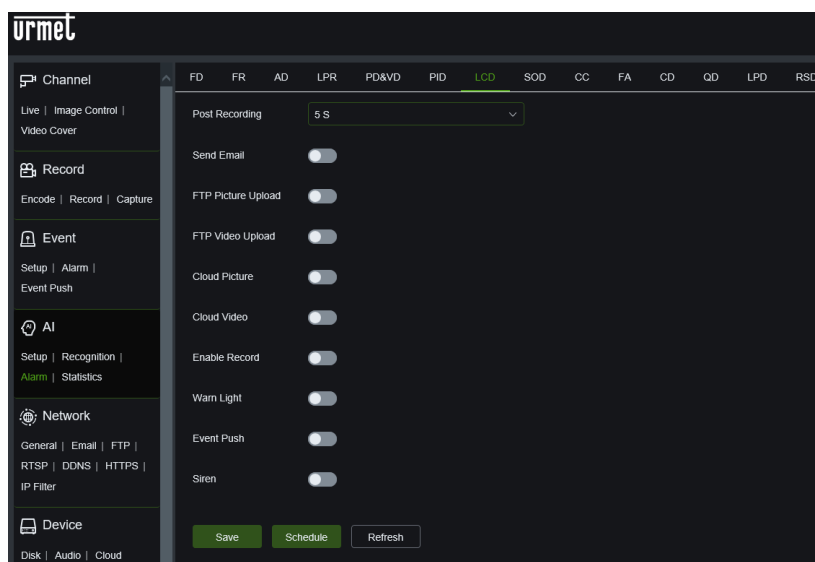 urmet
Channel
Live | Image Control |
Video Cover
Record
Encode | Record | Capture
Event
Setup | Alarm |
Event Push
AI
Setup | Recognition |
Alarm | Statistics
Network
General | Email | FTP |
RTSP | DDNS | HTTPS |
IP Filter
Device
Disk | Audio | Cloud
FD FR AD LPR PD&VD PID LCD SOD CC FA CD QD LPD RSD
Post Recording 5 S
Send Email
FTP Picture Upload
FTP Video Upload
Cloud Picture
Cloud Video
Enable Record
Warn Light
Event Push
Siren
Save Schedule Refresh